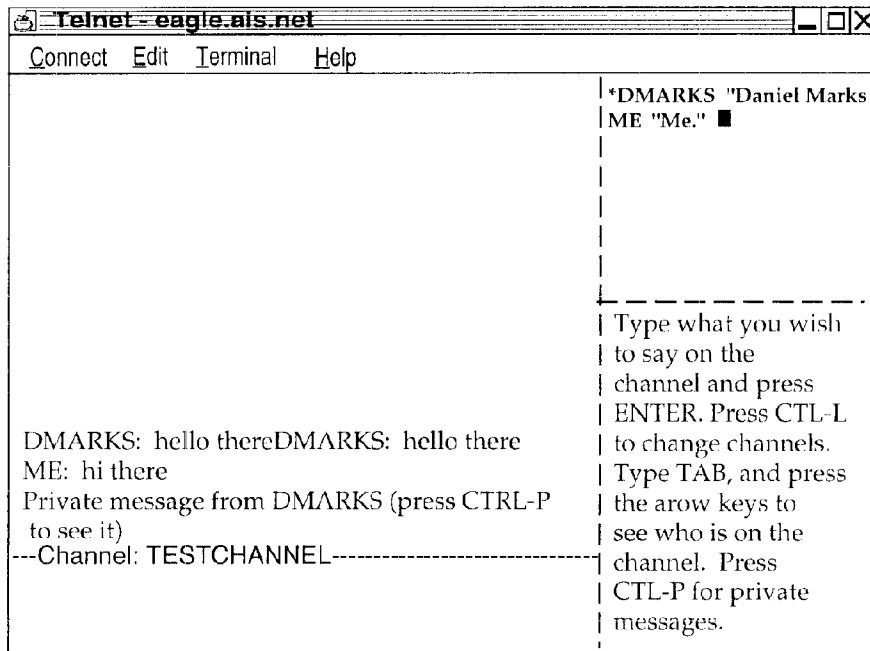 Telnet - eagle.ais.net
Connect Edit Terminal Help
*DMARKS "Daniel Marks
ME "Me."
DMARKS: hello thereDMARKS: hello there
ME: hi there
Private message from DMARKS (press CTRL-P
to see it)
---Channel: TESTCHANNEL---------------------------
Type what you wish
to say on the
channel and press
ENTER. Press CTL-L
to change channels.
Type TAB, and press
the arow keys to
see who is on the
channel. Press
CTL-P for private
messages.